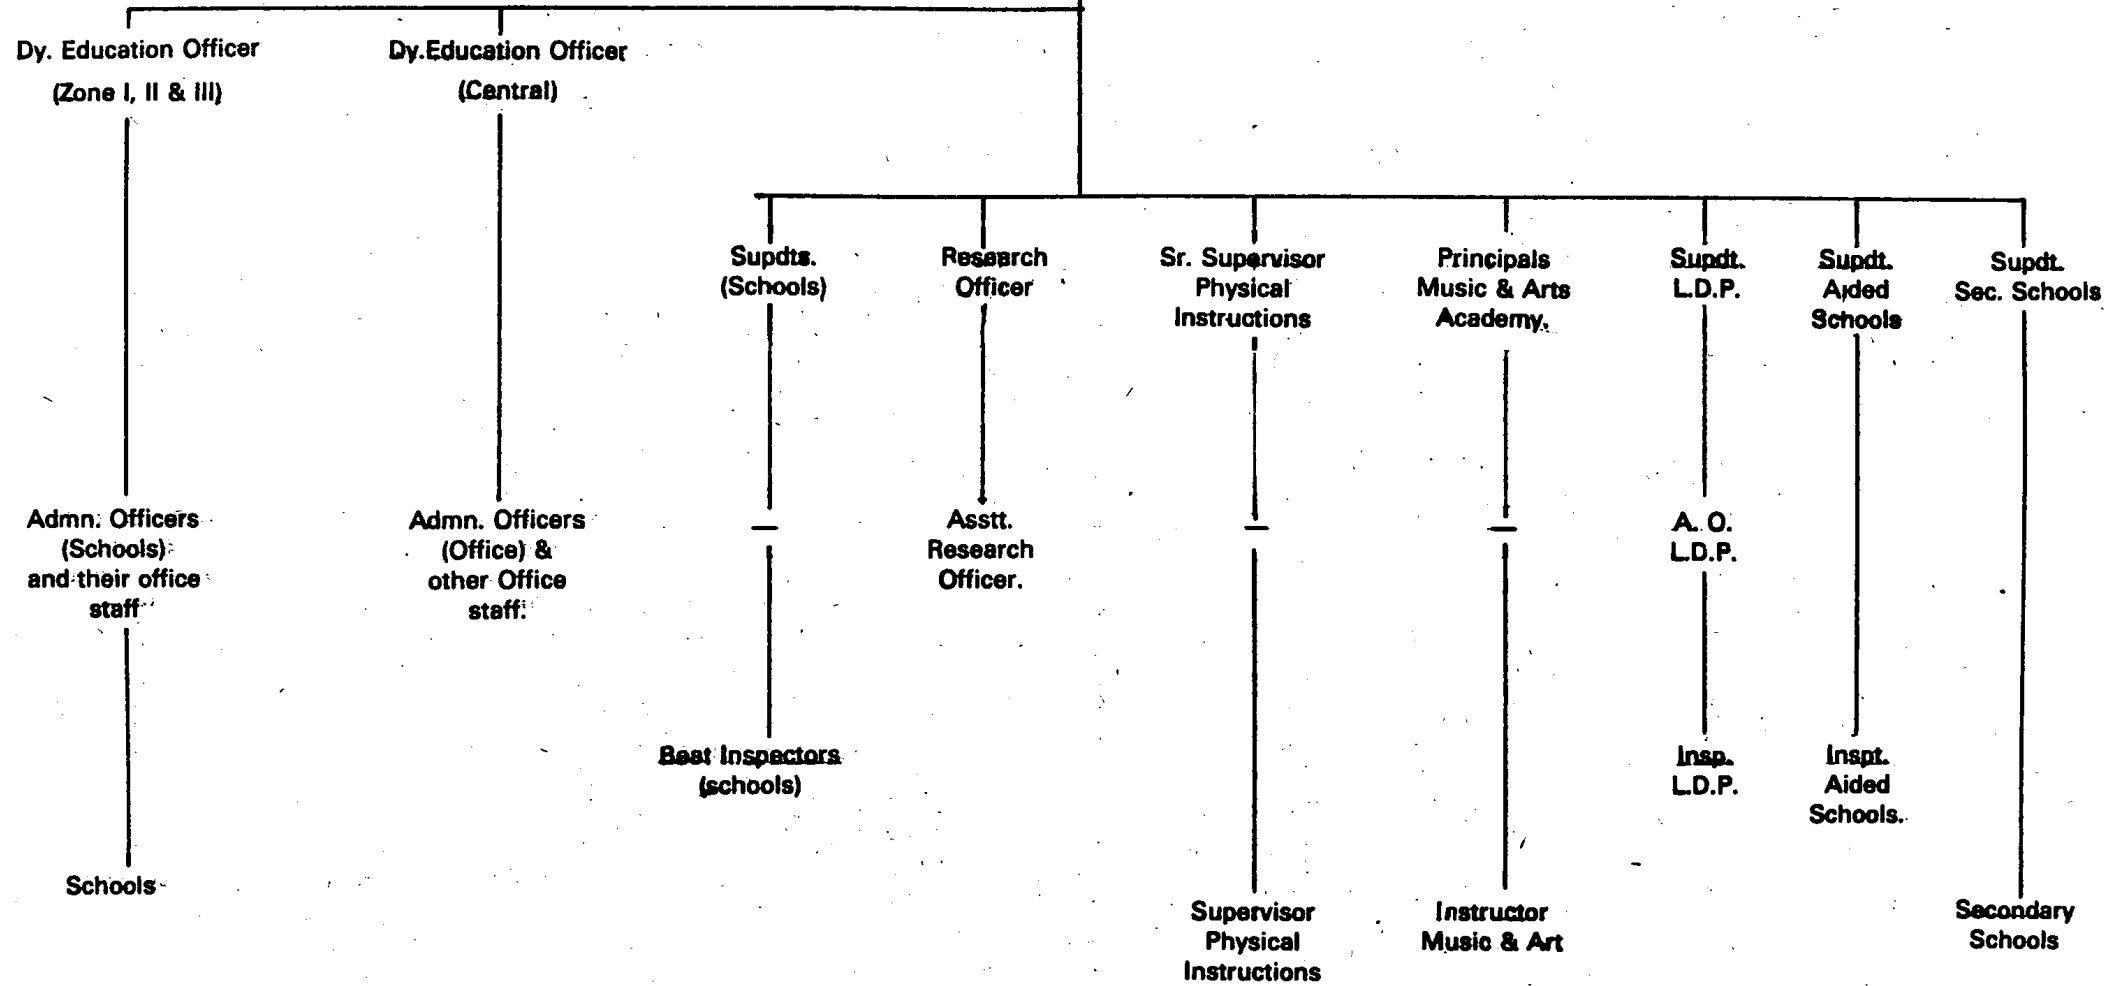 Dy. Education Officer
(Zone I, II & III)
Dy.Education Officer
(Central)
Supdts.
(Schools)
Research
Officer
Sr. Supervisor
Physical
Instructions
Principals
Music & Arts
Academy.
Supdt.
L.D.P.
Supdt.
Aided
Schools
Supdt.
Sec. Schools
Admn. Officers
(Schools)
and their office
staff
Admn. Officers
(Office) &
other Office
staff.
—
Asstt.
Research
Officer.
—
—
A. O.
L.D.P.
Beat Inspectors
(schools)
Insp.
L.D.P.
Inspt.
Aided
Schools.
Schools
Supervisor
Physical
Instructions
Instructor
Music & Art
Secondary
Schools